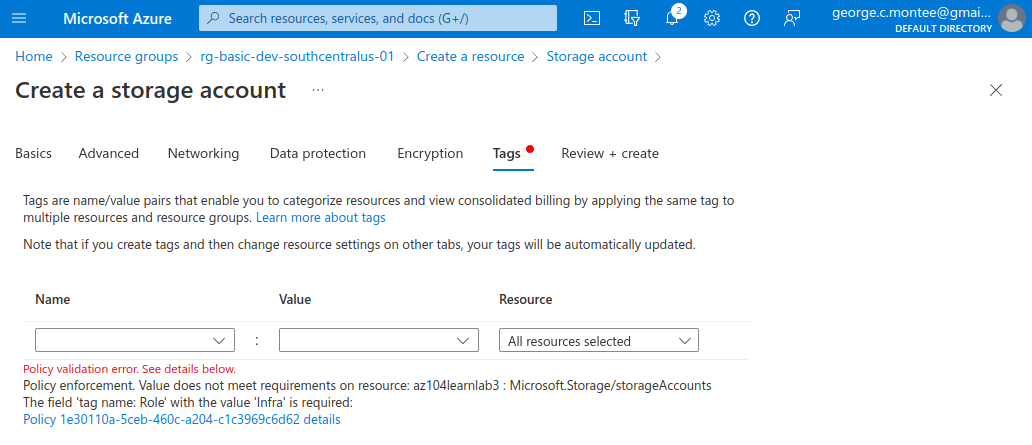 Microsoft Azure
Search resources, services, and docs (G+/)
2
george.c.montee@gmai...
DEFAULT DIRECTORY
Home > Resource groups > rg-basic-dev-southcentralus-01 > Create a resource > Storage account >
Create a storage account ...
Basics Advanced Networking Data protection Encryption Tags Review + create
Tags are name/value pairs that enable you to categorize resources and view consolidated billing by applying the same tag to
multiple resources and resource groups. Learn more about tags
Note that if you create tags and then change resource settings on other tabs, your tags will be automatically updated.
Name Value Resource
: All resources selected
Policy validation error. See details below.
Policy enforcement. Value does not meet requirements on resource: az104learnlab3 : Microsoft.Storage/storageAccounts
The field 'tag name: Role' with the value 'Infra' is required:
Policy 1e30110a-5ceb-460c-a204-c1c3969c6d62 details